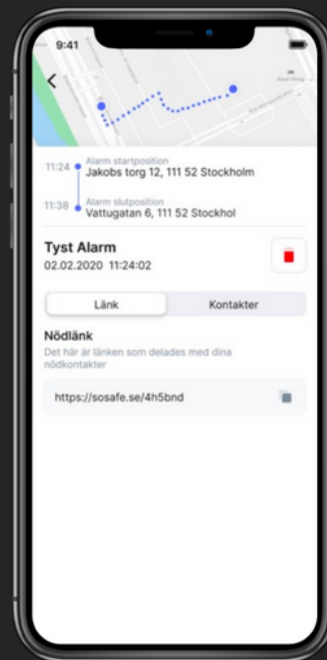 9:41
11:24 Alarm startposition
Jakobs torg 12, 111 52 Stockholm
11:38 Alarm slutposition
Vattugatan 6, 111 52 Stockhol
Tyst Alarm
02.02.2020 11:24:02
Länk Kontakter
Nödlänk
Det här är länken som delades med dina
nödkontakter
https://sosafe.se/4h5bnd